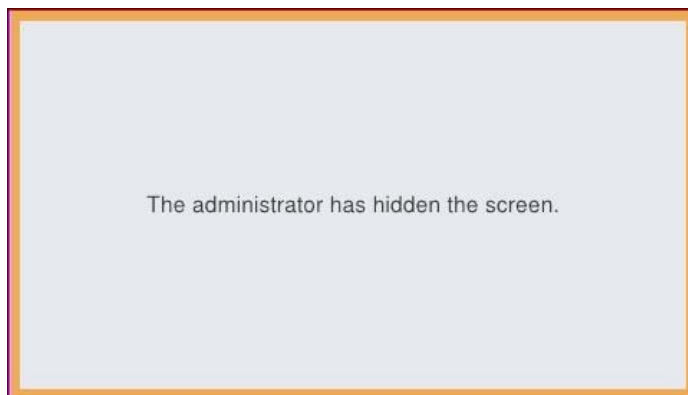 The administrator has hidden the screen.